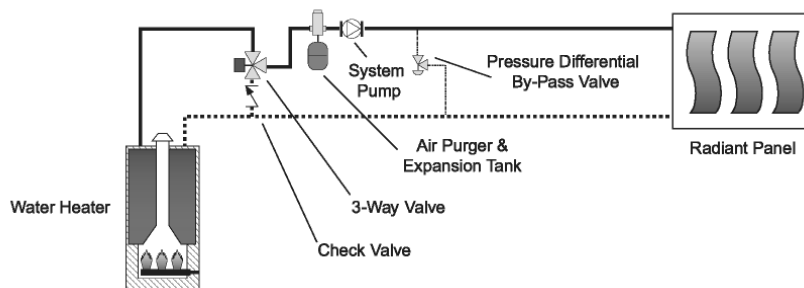 System
Pump
Pressure Differential
By-Pass Valve
Air Purger &
Expansion Tank
Radiant Panel
Water Heater
3-Way Valve
Check Valve